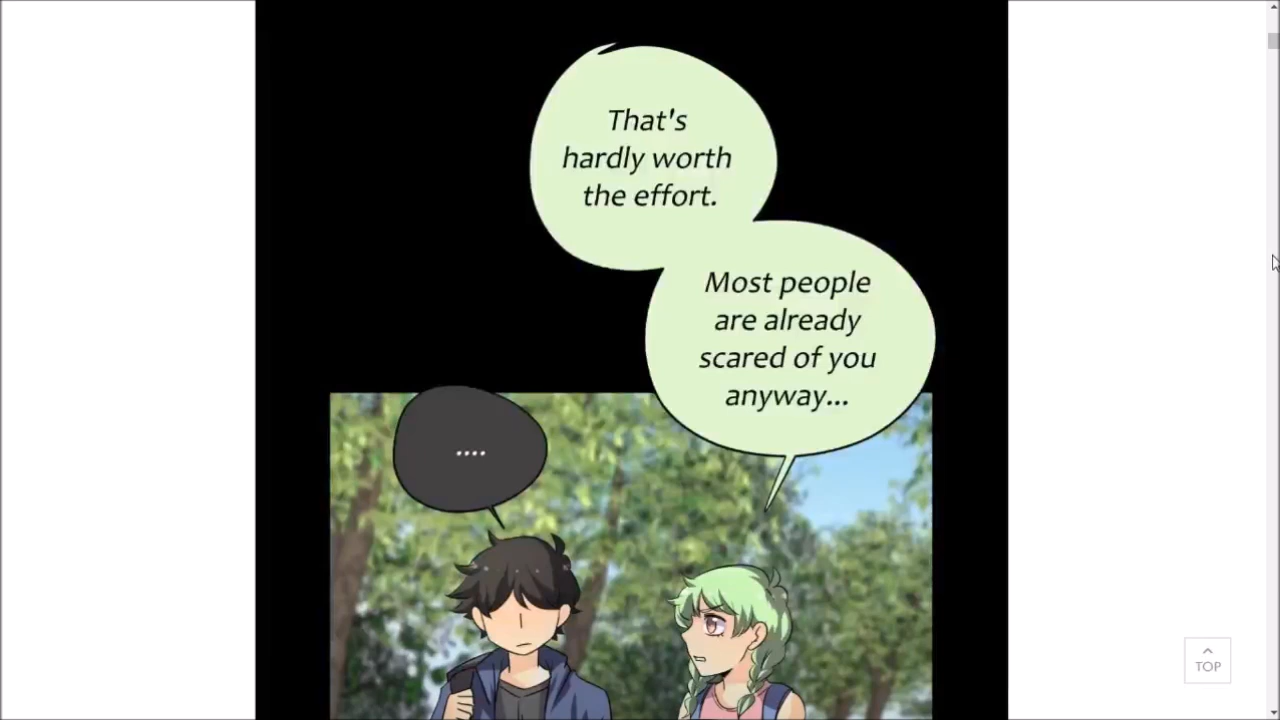 That's
hardly worth
the effort.
Most people
are already
scared of you
anyway...
....
TOP